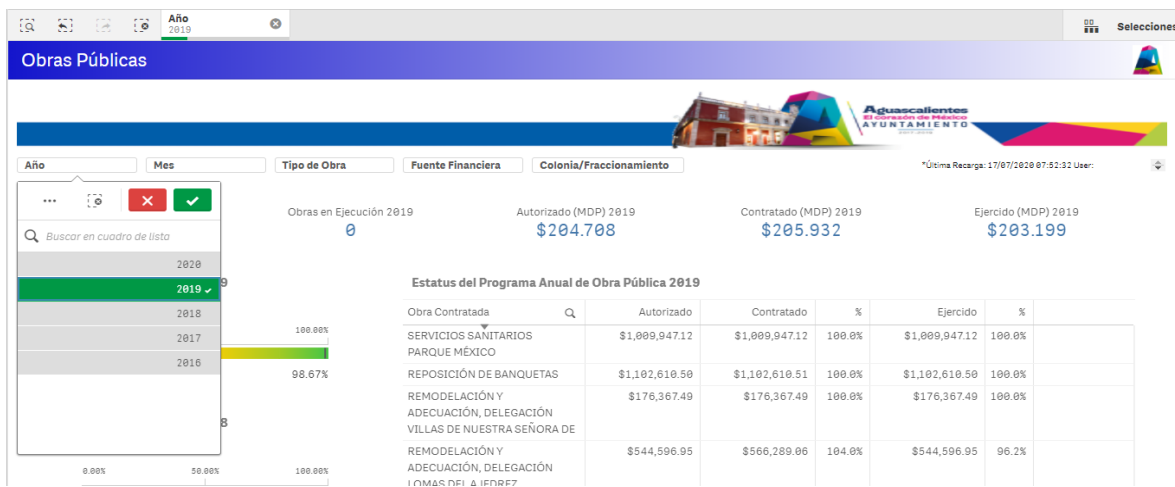 Año
2019
Selecciones
Obras Públicas
Aguascalientes
El corazón de México
AYUNTAMIENTO
Año
Mes
Tipo de Obra
Fuente Financiera
Colonia/Fraccionamiento
*Última Recarga: 17/07/2020 07:52:32 User:
Buscar en cuadro de lista
2020
2019
2018
2017
2016
Obras en Ejecución 2019
0
Autorizado (MDP) 2019
$204.708
Contratado (MDP) 2019
$205.932
Ejercido (MDP) 2019
$203.199
9
100.00%
98.67%
8
0.00% 50.00% 100.00%
Estatus del Programa Anual de Obra Pública 2019
Obra Contratada Autorizado Contratado % Ejercido %
SERVICIOS SANITARIOS $1,009,947.12 $1,009,947.12 100.0% $1,009,947.12 100.0%
PARQUE MÉXICO
REPOSICIÓN DE BANQUETAS $1,102,610.50 $1,102,610.51 100.0% $1,102,610.50 100.0%
REMODELACIÓN Y $176,367.49 $176,367.49 100.0% $176,367.49 100.0%
ADECUACIÓN, DELEGACIÓN
VILLAS DE NUESTRA SEÑORA DE
REMODELACIÓN Y $544,596.95 $566,289.06 104.0% $544,596.95 96.2%
ADECUACIÓN, DELEGACIÓN
LOMAS DEL AJEDREZ